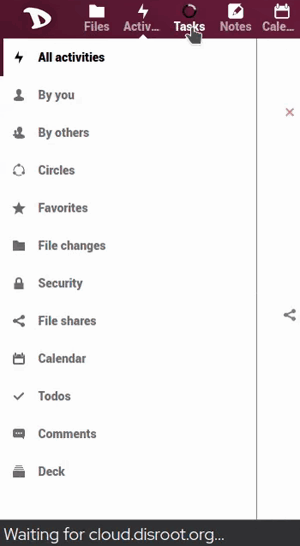 Files Activ... Tasks Notes Cale...
All activities
By you
By others
Circles
Favorites
File changes
Security
File shares
Calendar
Todos
Comments
Deck
Waiting for cloud.disroot.org...